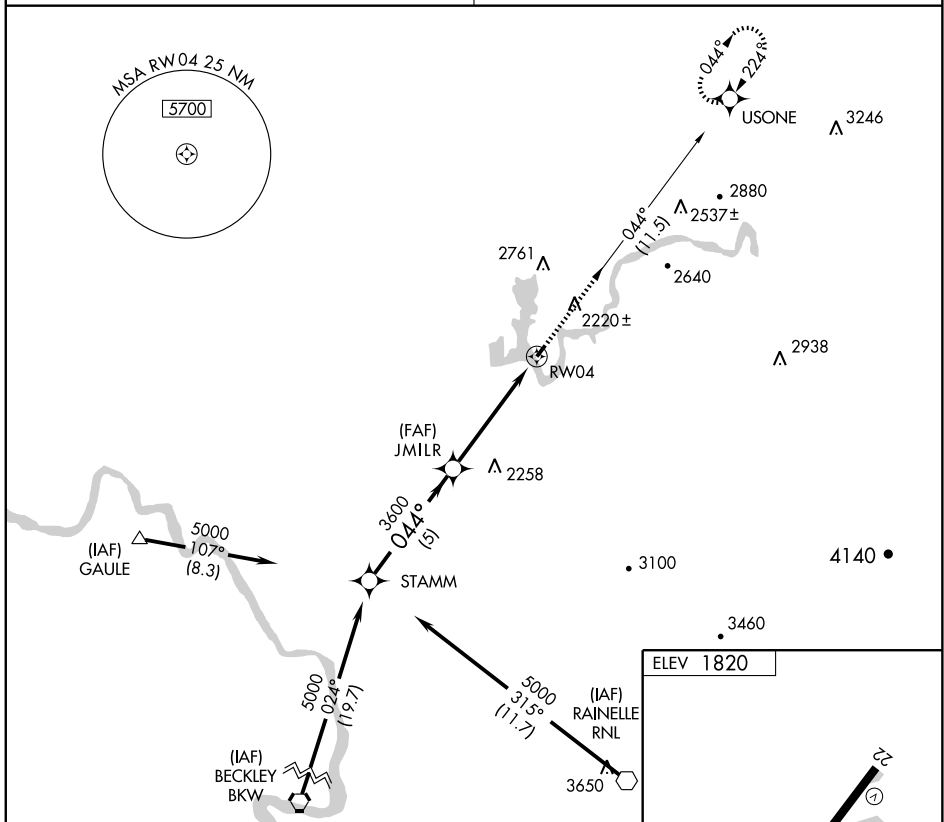 MSA RW04 25 NM
5700
044°
224°
USONE
3246
2880
2537±
044°
(11.5)
2761
2640
2220±
RW04
2938
(FAF)
JMILR
2258
3600
044°
(5)
5000
107°
(8.3)
(IAF)
GAULE
STAMM
3100
4140
3460
5000
024°
(19.7)
5000
315°
(11.7)
(IAF)
RAINELLE
RNL
3650
(IAF)
BECKLEY
BKW
ELEV 1820
22
V